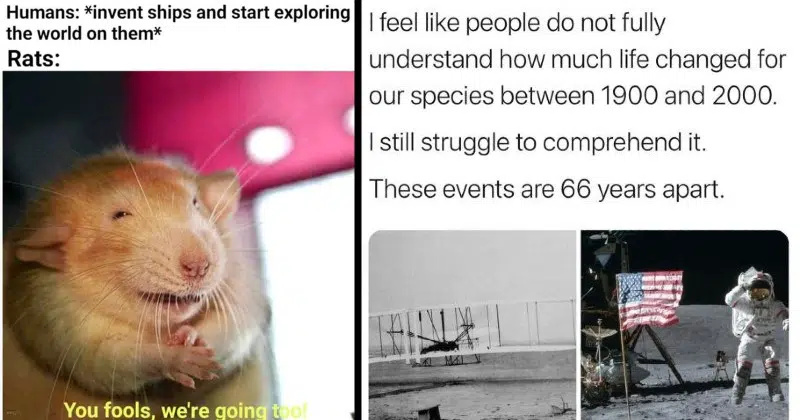 Humans: *invent ships and start exploring
the world on them*
Rats:
You fools, we're going too!
I feel like people do not fully
understand how much life changed for
our species between 1900 and 2000.
I still struggle to comprehend it.
These events are 66 years apart.